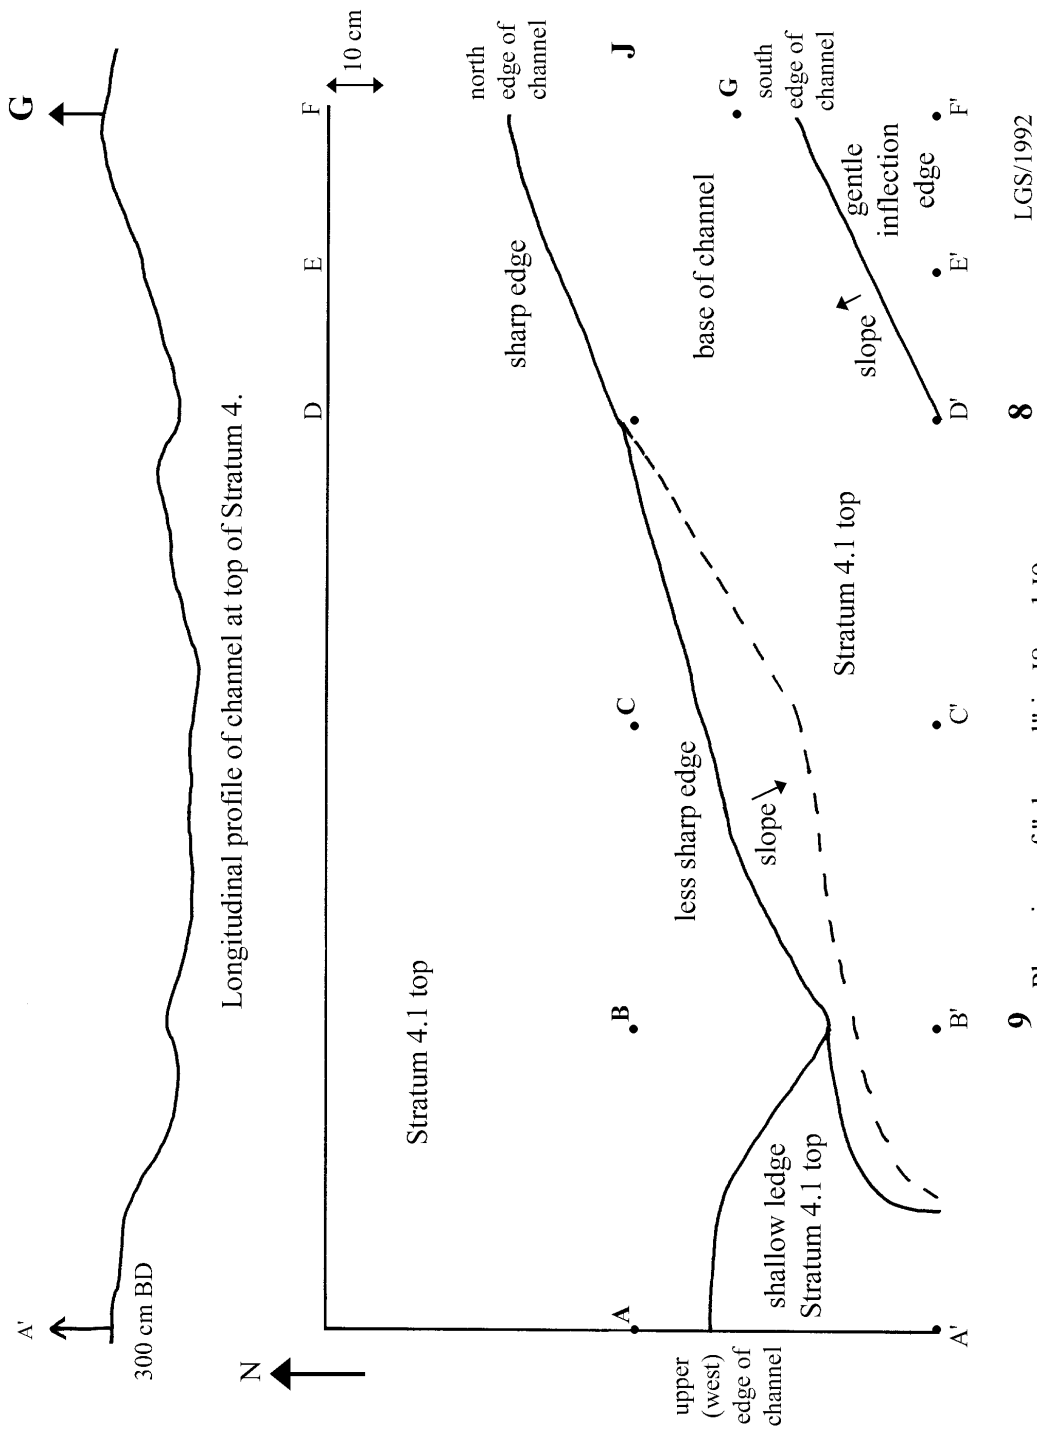 A'
G
300 cm BD
Longitudinal profile of channel at top of Stratum 4.
N
D
E
F
10 cm
Stratum 4.1 top
north
edge of
channel
sharp edge
A
B
C
J
upper
(west)
edge of
channel
less sharp edge
base of channel
G
south
edge of
channel
shallow ledge
Stratum 4.1 top
slope
Stratum 4.1 top
slope
gentle
inflection
edge
A'
B'
C'
D'
E'
F'
9
8
LGS/1992